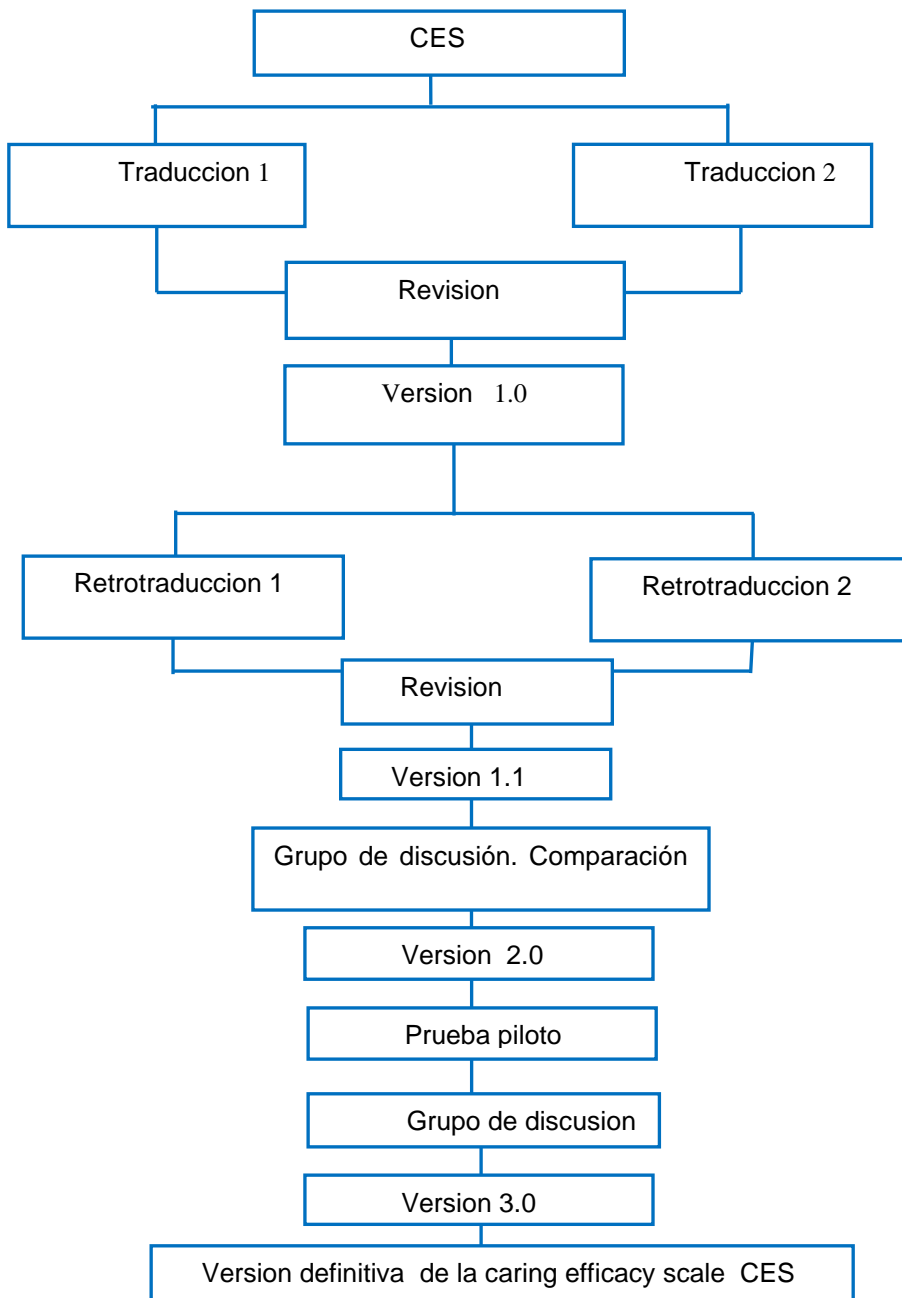 CES
Traduccion 1
Traduccion 2
Revision
Version 1.0
Retrotraduccion 1
Retrotraduccion 2
Revision
Version 1.1
Grupo de discusión. Comparación
Version 2.0
Prueba piloto
Grupo de discusion
Version 3.0
Version definitiva de la caring efficacy scale CES